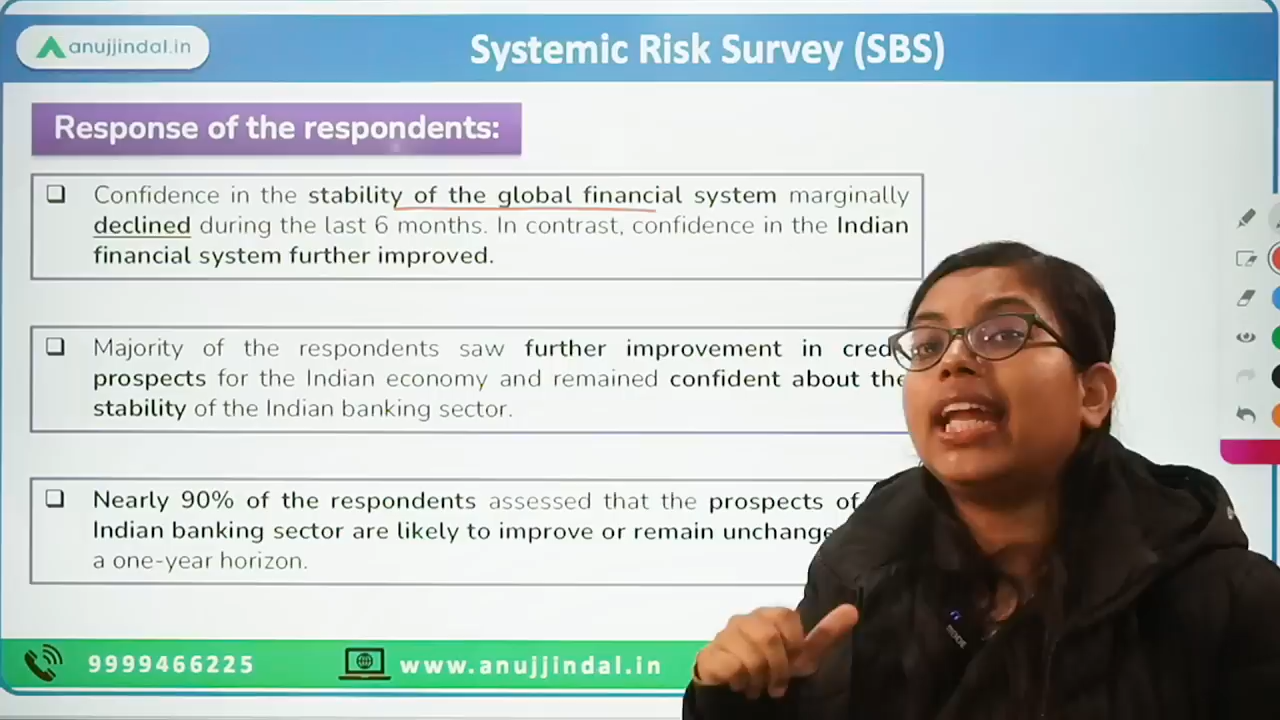 anujjindal.in
Systemic Risk Survey (SBS)
Response of the respondents:
❑ Confidence in the stability of the global financial system marginally
declined during the last 6 months. In contrast, confidence in the Indian
financial system further improved.
❑ Majority of the respondents saw further improvement in
prospects for the Indian economy and remained confident about the
stability of the Indian banking sector.
❑ Nearly 90% of the respondents assessed that the prospects of
Indian banking sector are likely to improve or remain
a one-year horizon.
9999466225
www.anujjindal.in